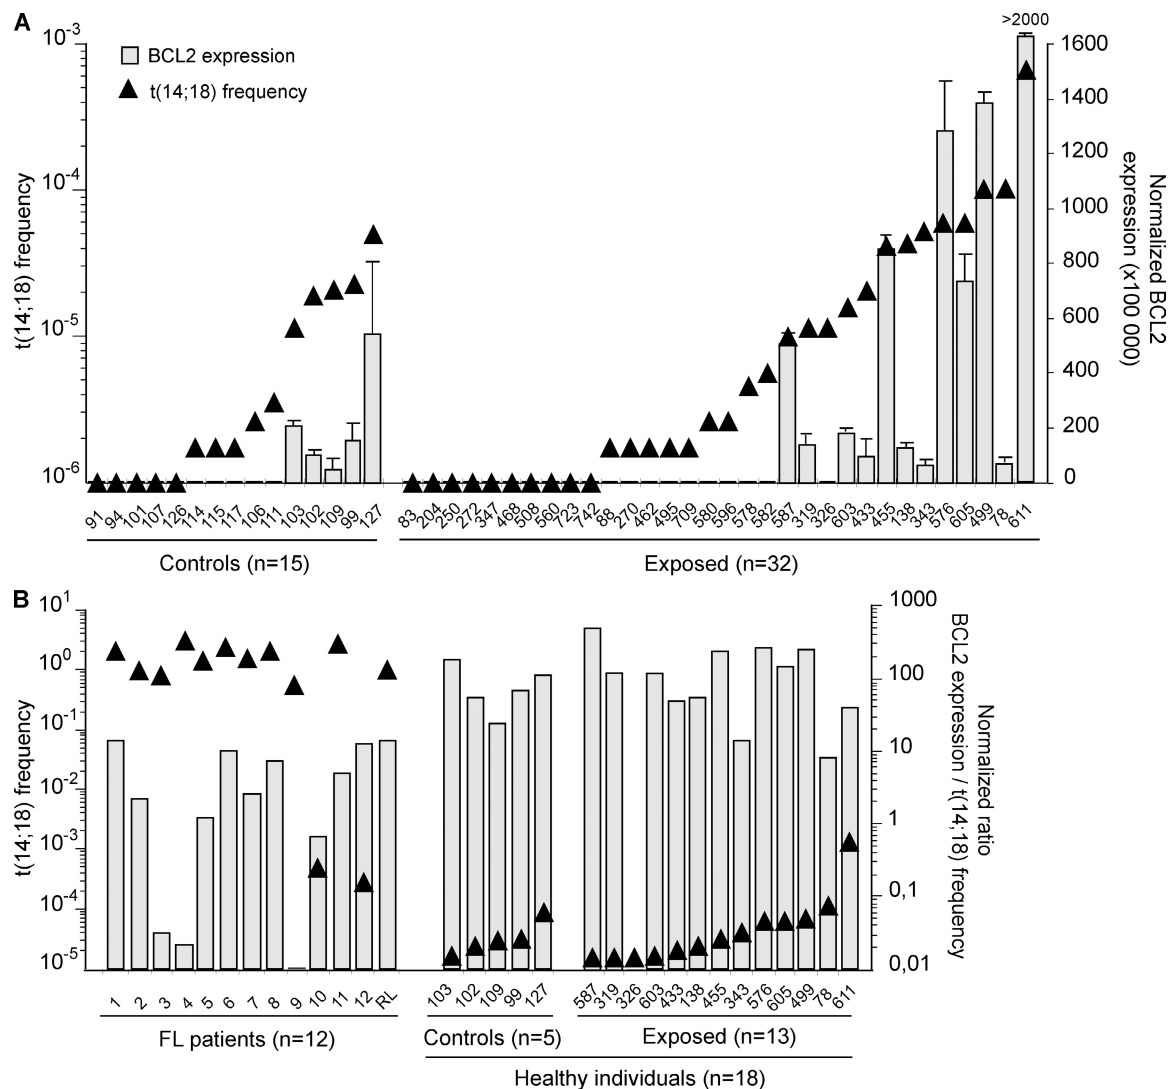 A
>2000
BCL2 expression
t(14;18) frequency
10-3
10-4
10-5
10-6
t(14;18) frequency
1600
1400
1200
1000
800
600
400
200
0
Normalized BCL2
expression (x100 000)
91 94 101 107 126 114 115 117 106 111 103 102 109 99 127
83 204 250 272 347 468 508 560 723 742 68 270 462 495 709 580 596 578 582 587 319 326 603 433 455 138 343 576 605 499 78 611
Controls (n=15)
Exposed (n=32)
B
101
100
10-1
10-2
10-3
10-4
10-5
t(14;18) frequency
1000
100
10
1
0,1
0,01
Normalized ratio
BCL2 expression / t(14;18) frequency
1 2 3 4 5 6 7 8 9 10 11 12 RL
103 102 109 99 127
587 319 326 603 433 138 455 343 576 605 499 78 611
FL patients (n=12)
Controls (n=5)
Exposed (n=13)
Healthy individuals (n=18)